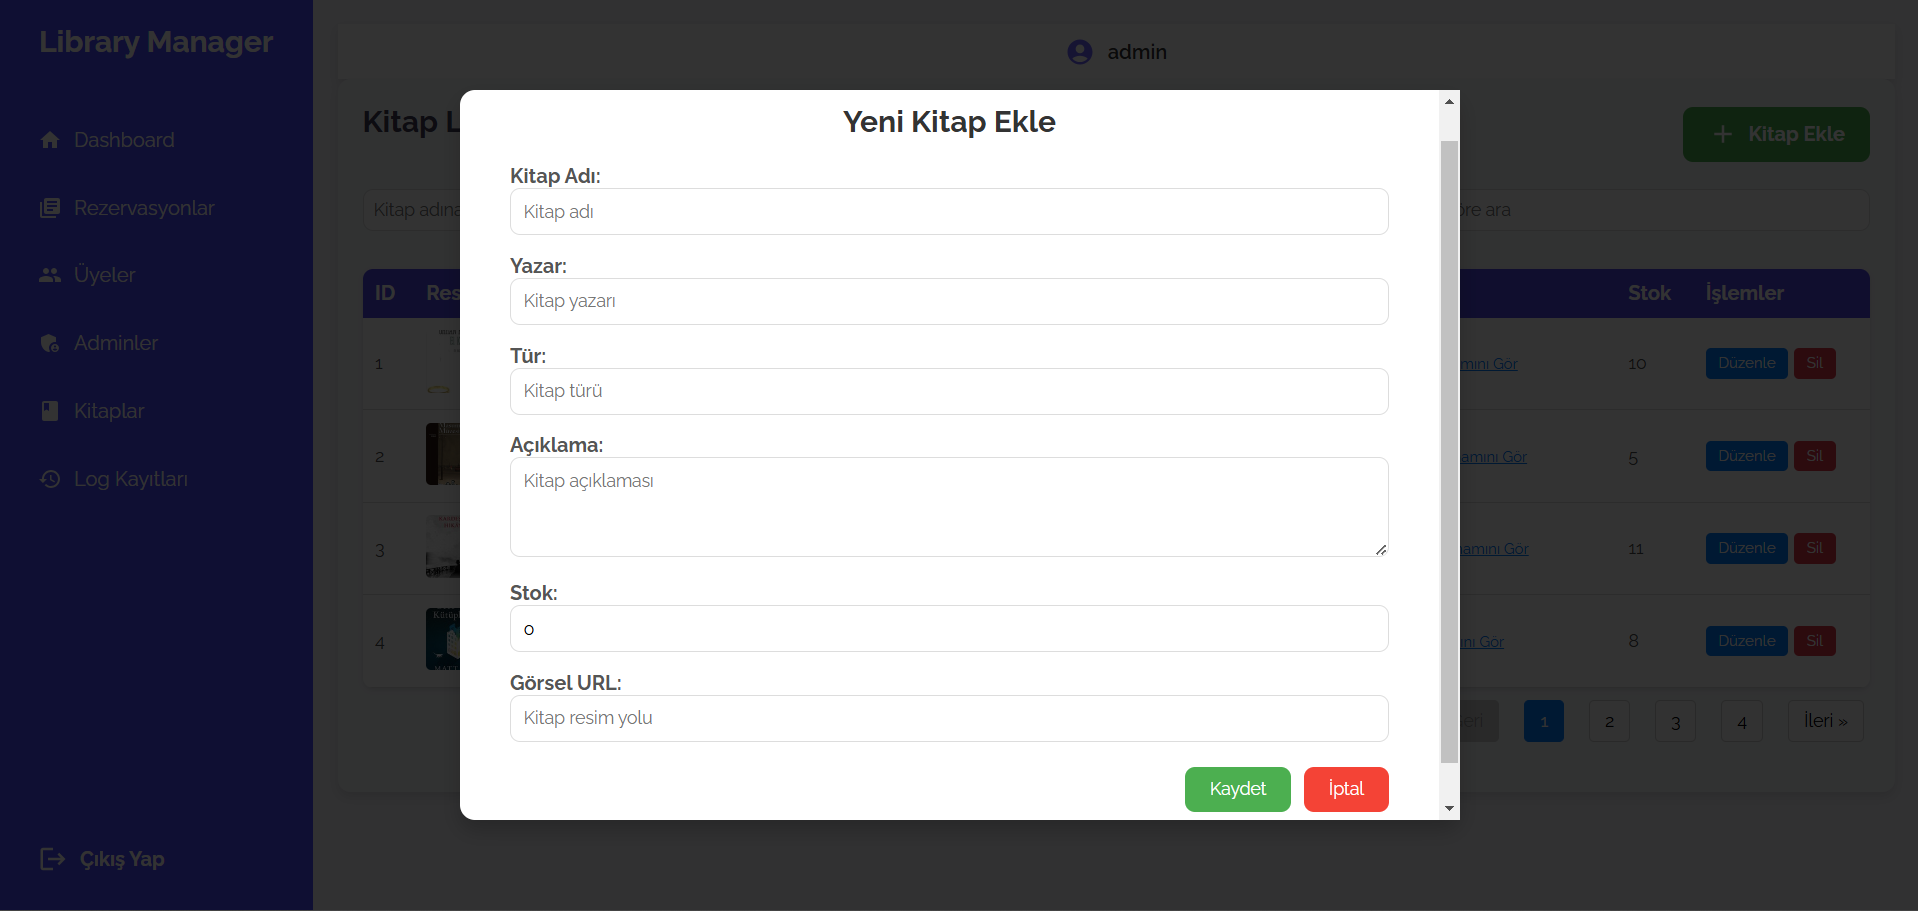 Library Manager
admin
Dashboard
Rezervasyonlar
Üyeler
Adminler
Kitaplar
Log Kayıtları
Çıkış Yap
Kitap L
Kitap Ekle
Kitap adına
öre ara
ID Res Stok İşlemler
1 mını Gör 10 Düzenle Sil
2 amını Gör 5 Düzenle Sil
3 amını Gör 11 Düzenle Sil
4 nı Gör 8 Düzenle Sil
eri 1 2 3 4 İleri »
Yeni Kitap Ekle
Kitap Adı:
Kitap adı
Yazar:
Kitap yazarı
Tür:
Kitap türü
Açıklama:
Kitap açıklaması
Stok:
0
Görsel URL:
Kitap resim yolu
Kaydet İptal